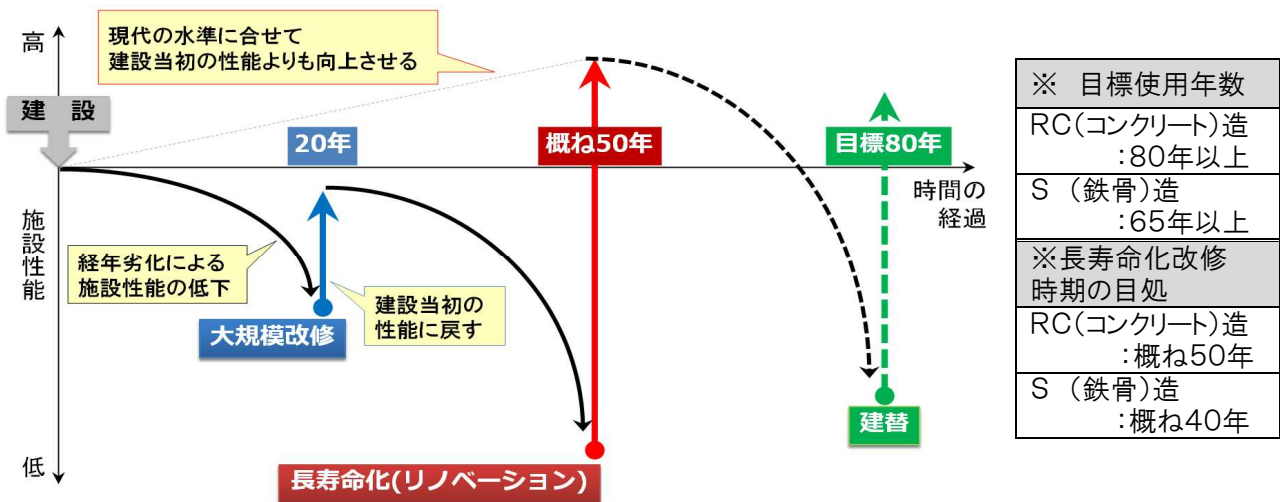 高
現代の水準に合せて
建設当初の性能よりも向上させる
建 設
20年
概ね50年
目標80年
時間の
経過
施設性能
経年劣化による
施設性能の低下
建設当初の
性能に戻す
大規模改修
建替
低
長寿命化(リノベーション)
※ 目標使用年数
RC(コンクリート)造
:80年以上
S (鉄骨)造
:65年以上
※長寿命化改修
時期の目処
RC(コンクリート)造
:概ね50年
S (鉄骨)造
:概ね40年